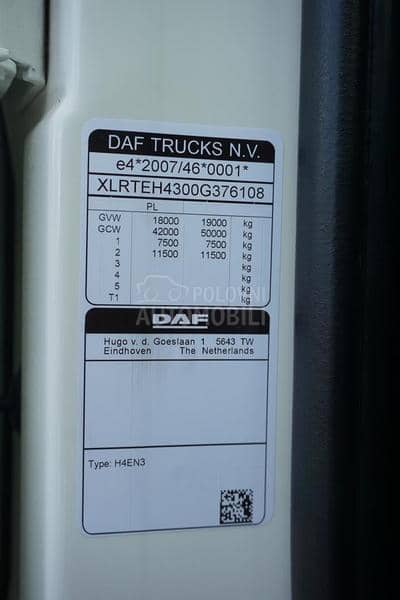 DAF TRUCKS N.V.
e4*2007/46*0001*
XLRTEH4300G376108
PL
GVW 18000 19000 kg
GCW 42000 50000 kg
1 7500 7500 kg
2 11500 11500 kg
3 kg
4 kg
5 kg
T1 kg
POLOVNI
AUTOMOBILI
DAF
Hugo v. d. Goeslaan 1 5643 TW
Eindhoven The Netherlands
Type: H4EN3